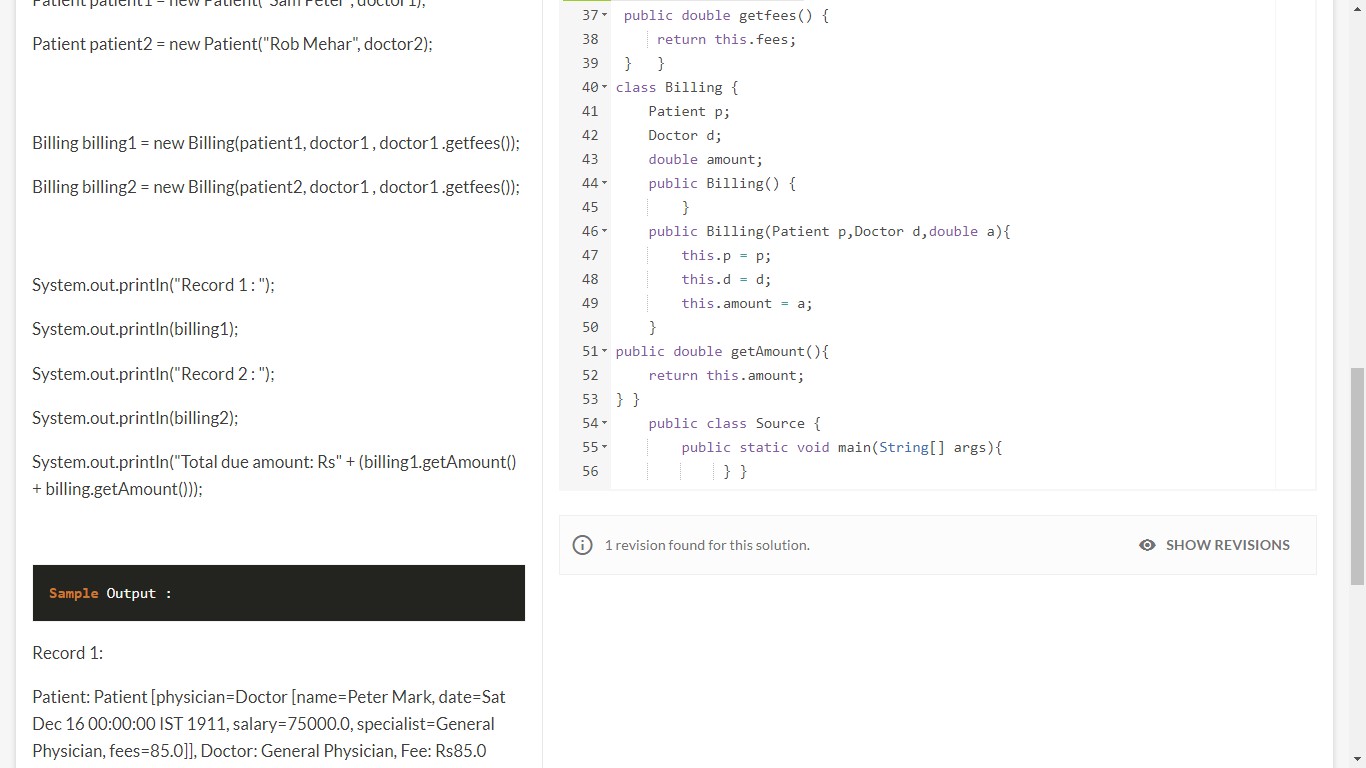 Patient patient1 = new Patient("Sam Peter", doctor1);
Patient patient2 = new Patient("Rob Mehar", doctor2);
Billing billing1 = new Billing(patient1, doctor1 , doctor1 .getfees());
Billing billing2 = new Billing(patient2, doctor1 , doctor1 .getfees());
System.out.println("Record 1 : ");
System.out.println(billing1);
System.out.println("Record 2 : ");
System.out.println(billing2);
System.out.println("Total due amount: Rs" + (billing1.getAmount()
+ billing.getAmount()));
Sample Output :
Record 1:
Patient: Patient [physician=Doctor [name=Peter Mark, date=Sat
Dec 16 00:00:00 IST 1911, salary=75000.0, specialist=General
Physician, fees=85.0]], Doctor: General Physician, Fee: Rs85.0
37 public double getfees() {
38 return this.fees;
39 } }
40 class Billing {
41 Patient p;
42 Doctor d;
43 double amount;
44 public Billing() {
45 }
46 public Billing(Patient p,Doctor d,double a){
47 this.p = p;
48 this.d = d;
49 this.amount = a;
50 }
51 public double getAmount(){
52 return this.amount;
53 } }
54 public class Source {
55 public static void main(String[] args){
56 } }
1 revision found for this solution.
SHOW REVISIONS